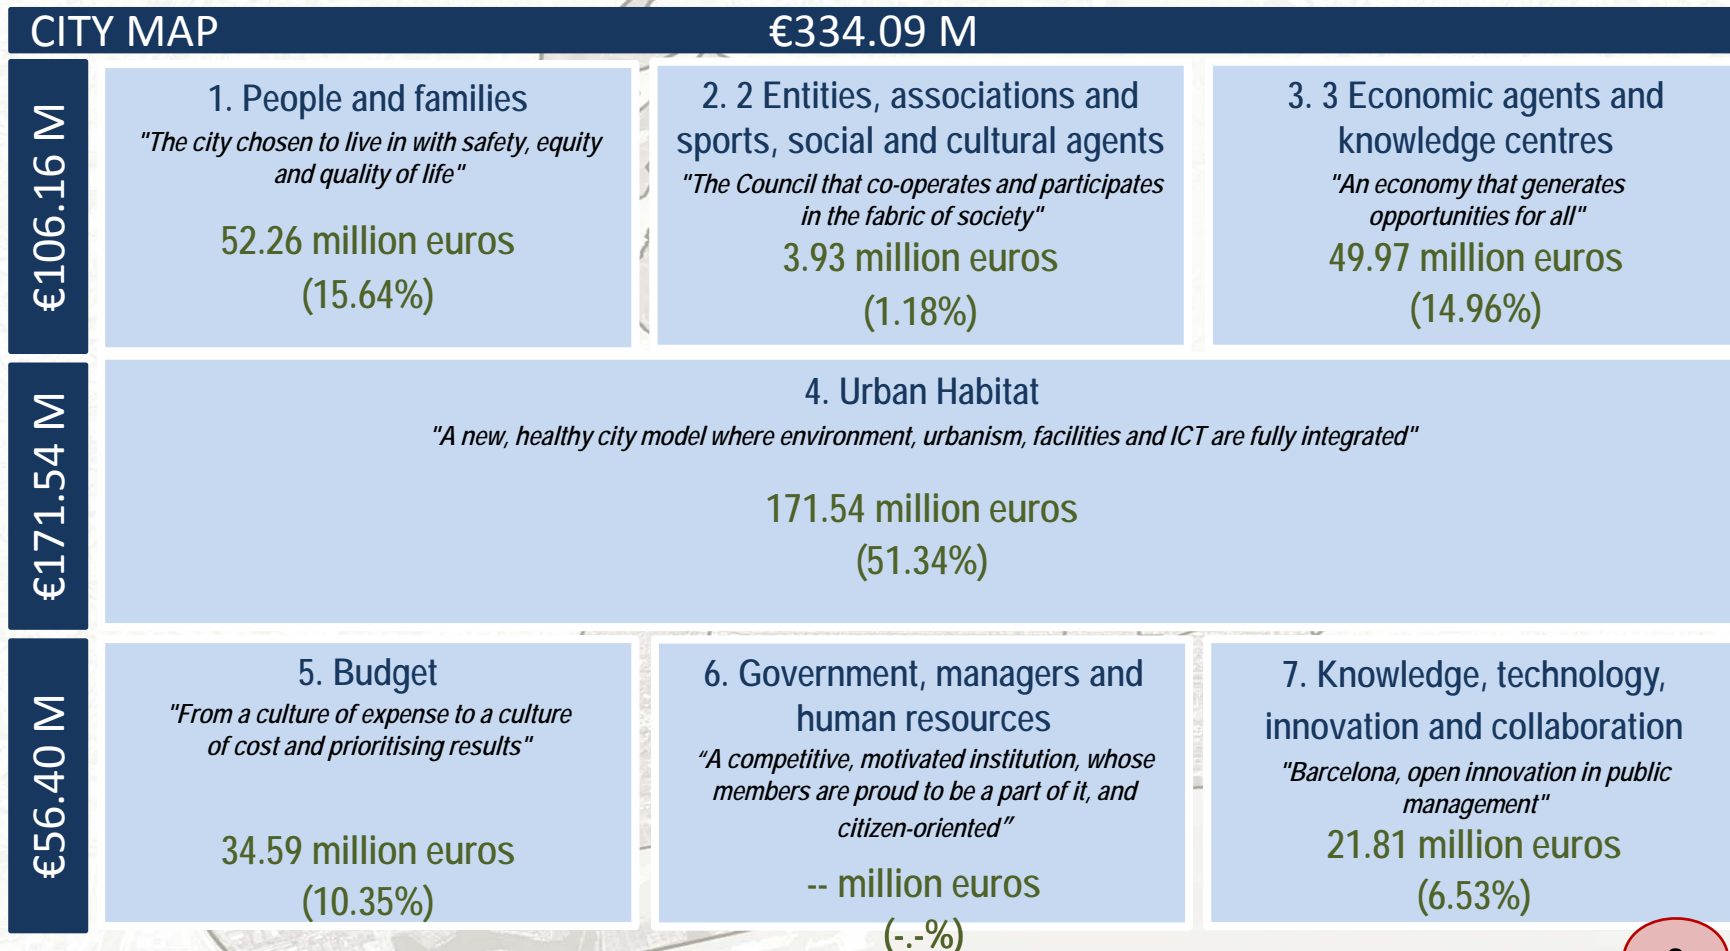 CITY MAP €334.09 M
€106.16 M
1. People and families
"The city chosen to live in with safety, equity
and quality of life"
52.26 million euros
(15.64%)
2. 2 Entities, associations and
sports, social and cultural agents
"The Council that co-operates and participates
in the fabric of society"
3.93 million euros
(1.18%)
3. 3 Economic agents and
knowledge centres
"An economy that generates
opportunities for all"
49.97 million euros
(14.96%)
€171.54 M
4. Urban Habitat
"A new, healthy city model where environment, urbanism, facilities and ICT are fully integrated"
171.54 million euros
(51.34%)
€56.40 M
5. Budget
"From a culture of expense to a culture
of cost and prioritising results"
34.59 million euros
(10.35%)
6. Government, managers and
human resources
“A competitive, motivated institution, whose
members are proud to be a part of it, and
citizen-oriented”
-- million euros
(-.-%)
7. Knowledge, technology,
innovation and collaboration
"Barcelona, open innovation in public
management"
21.81 million euros
(6.53%)